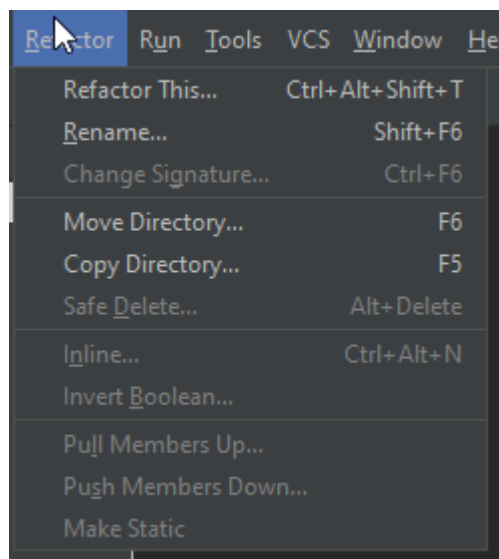 Refactor Run Tools VCS Window He
Refactor This... Ctrl+Alt+Shift+T
Rename... Shift+F6
Change Signature... Ctrl+F6
Move Directory... F6
Copy Directory... F5
Safe Delete... Alt+Delete
Inline... Ctrl+Alt+N
Invert Boolean...
Pull Members Up...
Push Members Down...
Make Static